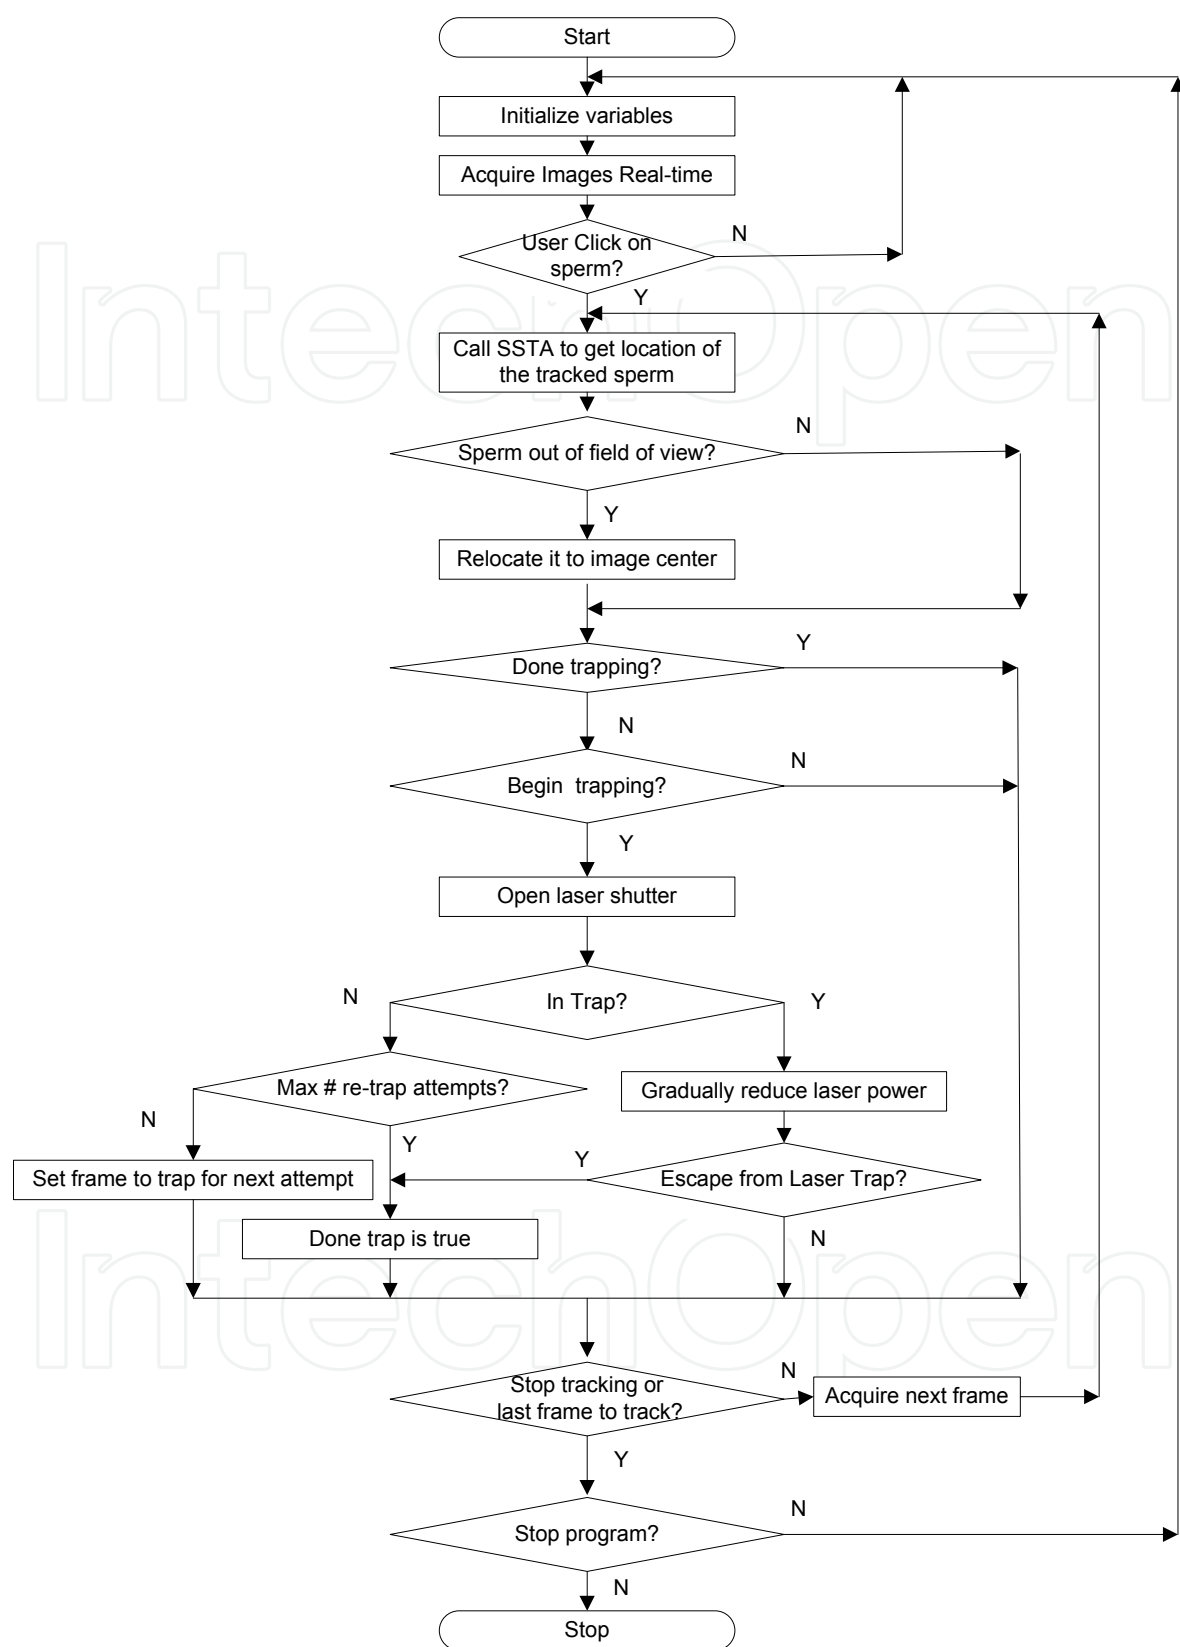 Start
Initialize variables
Acquire Images Real-time
User Click on
sperm?
N
Y
Call SSTA to get location of
the tracked sperm
N
Sperm out of field of view?
Y
Relocate it to image center
Y
Done trapping?
N
N
Begin trapping?
Y
Open laser shutter
N
In Trap?
Y
Max # re-trap attempts?
Gradually reduce laser power
N
Y
Y
Set frame to trap for next attempt
Escape from Laser Trap?
Done trap is true
N
Stop tracking or
last frame to track?
N
Acquire next frame
Y
N
Stop program?
N
Stop
IntechOpen
IntechOpen